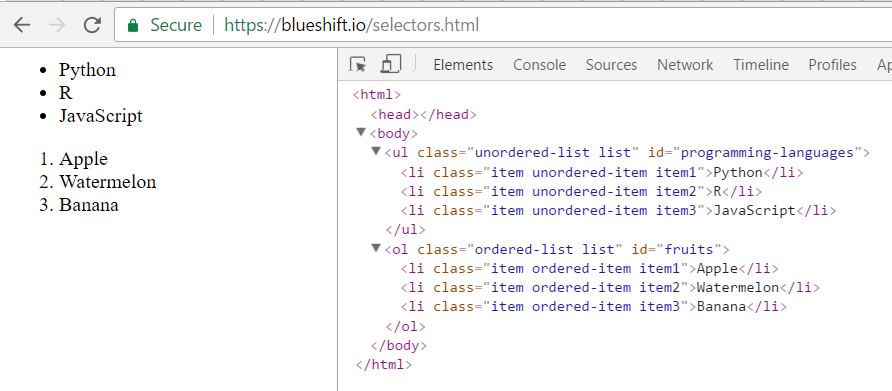 Secure https://blueshift.io/selectors.html
Python
R
JavaScript
1. Apple
2. Watermelon
3. Banana
Elements Console Sources Network Timeline Profiles Ap
<html>
<head></head>
<body>
<ul class="unordered-list list" id="programming-languages">
<li class="item unordered-item item1">Python</li>
<li class="item unordered-item item2">R</li>
<li class="item unordered-item item3">JavaScript</li>
</ul>
<ol class="ordered-list list" id="fruits">
<li class="item ordered-item item1">Apple</li>
<li class="item ordered-item item2">Watermelon</li>
<li class="item ordered-item item3">Banana</li>
</ol>
</body>
</html>